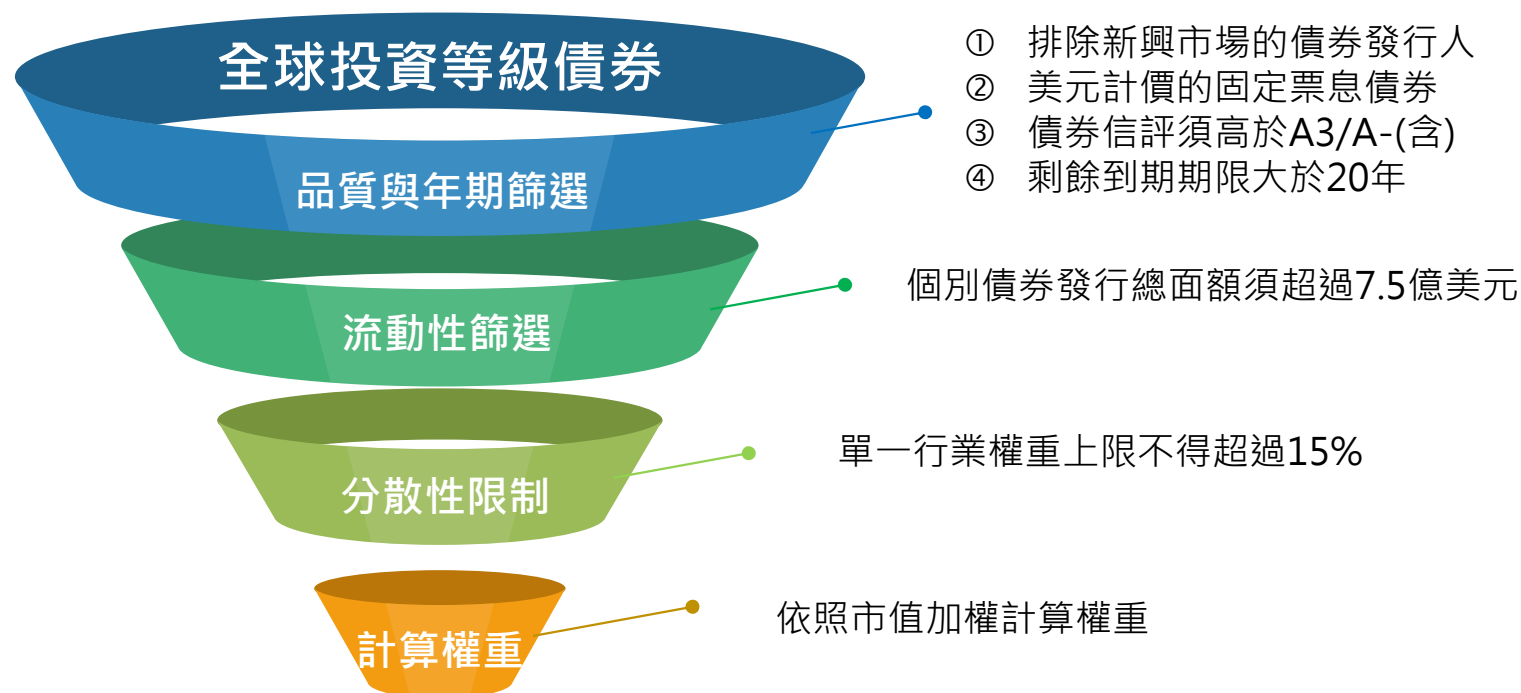 全球投資等級債券
① 排除新興市場的債券發行人
② 美元計價的固定票息債券
③ 債券信評須高於A3/A-(含)
④ 剩餘到期期限大於20年
品質與年期篩選
個別債券發行總面額須超過7.5億美元
流動性篩選
單一行業權重上限不得超過15%
分散性限制
依照市值加權計算權重
計算權重